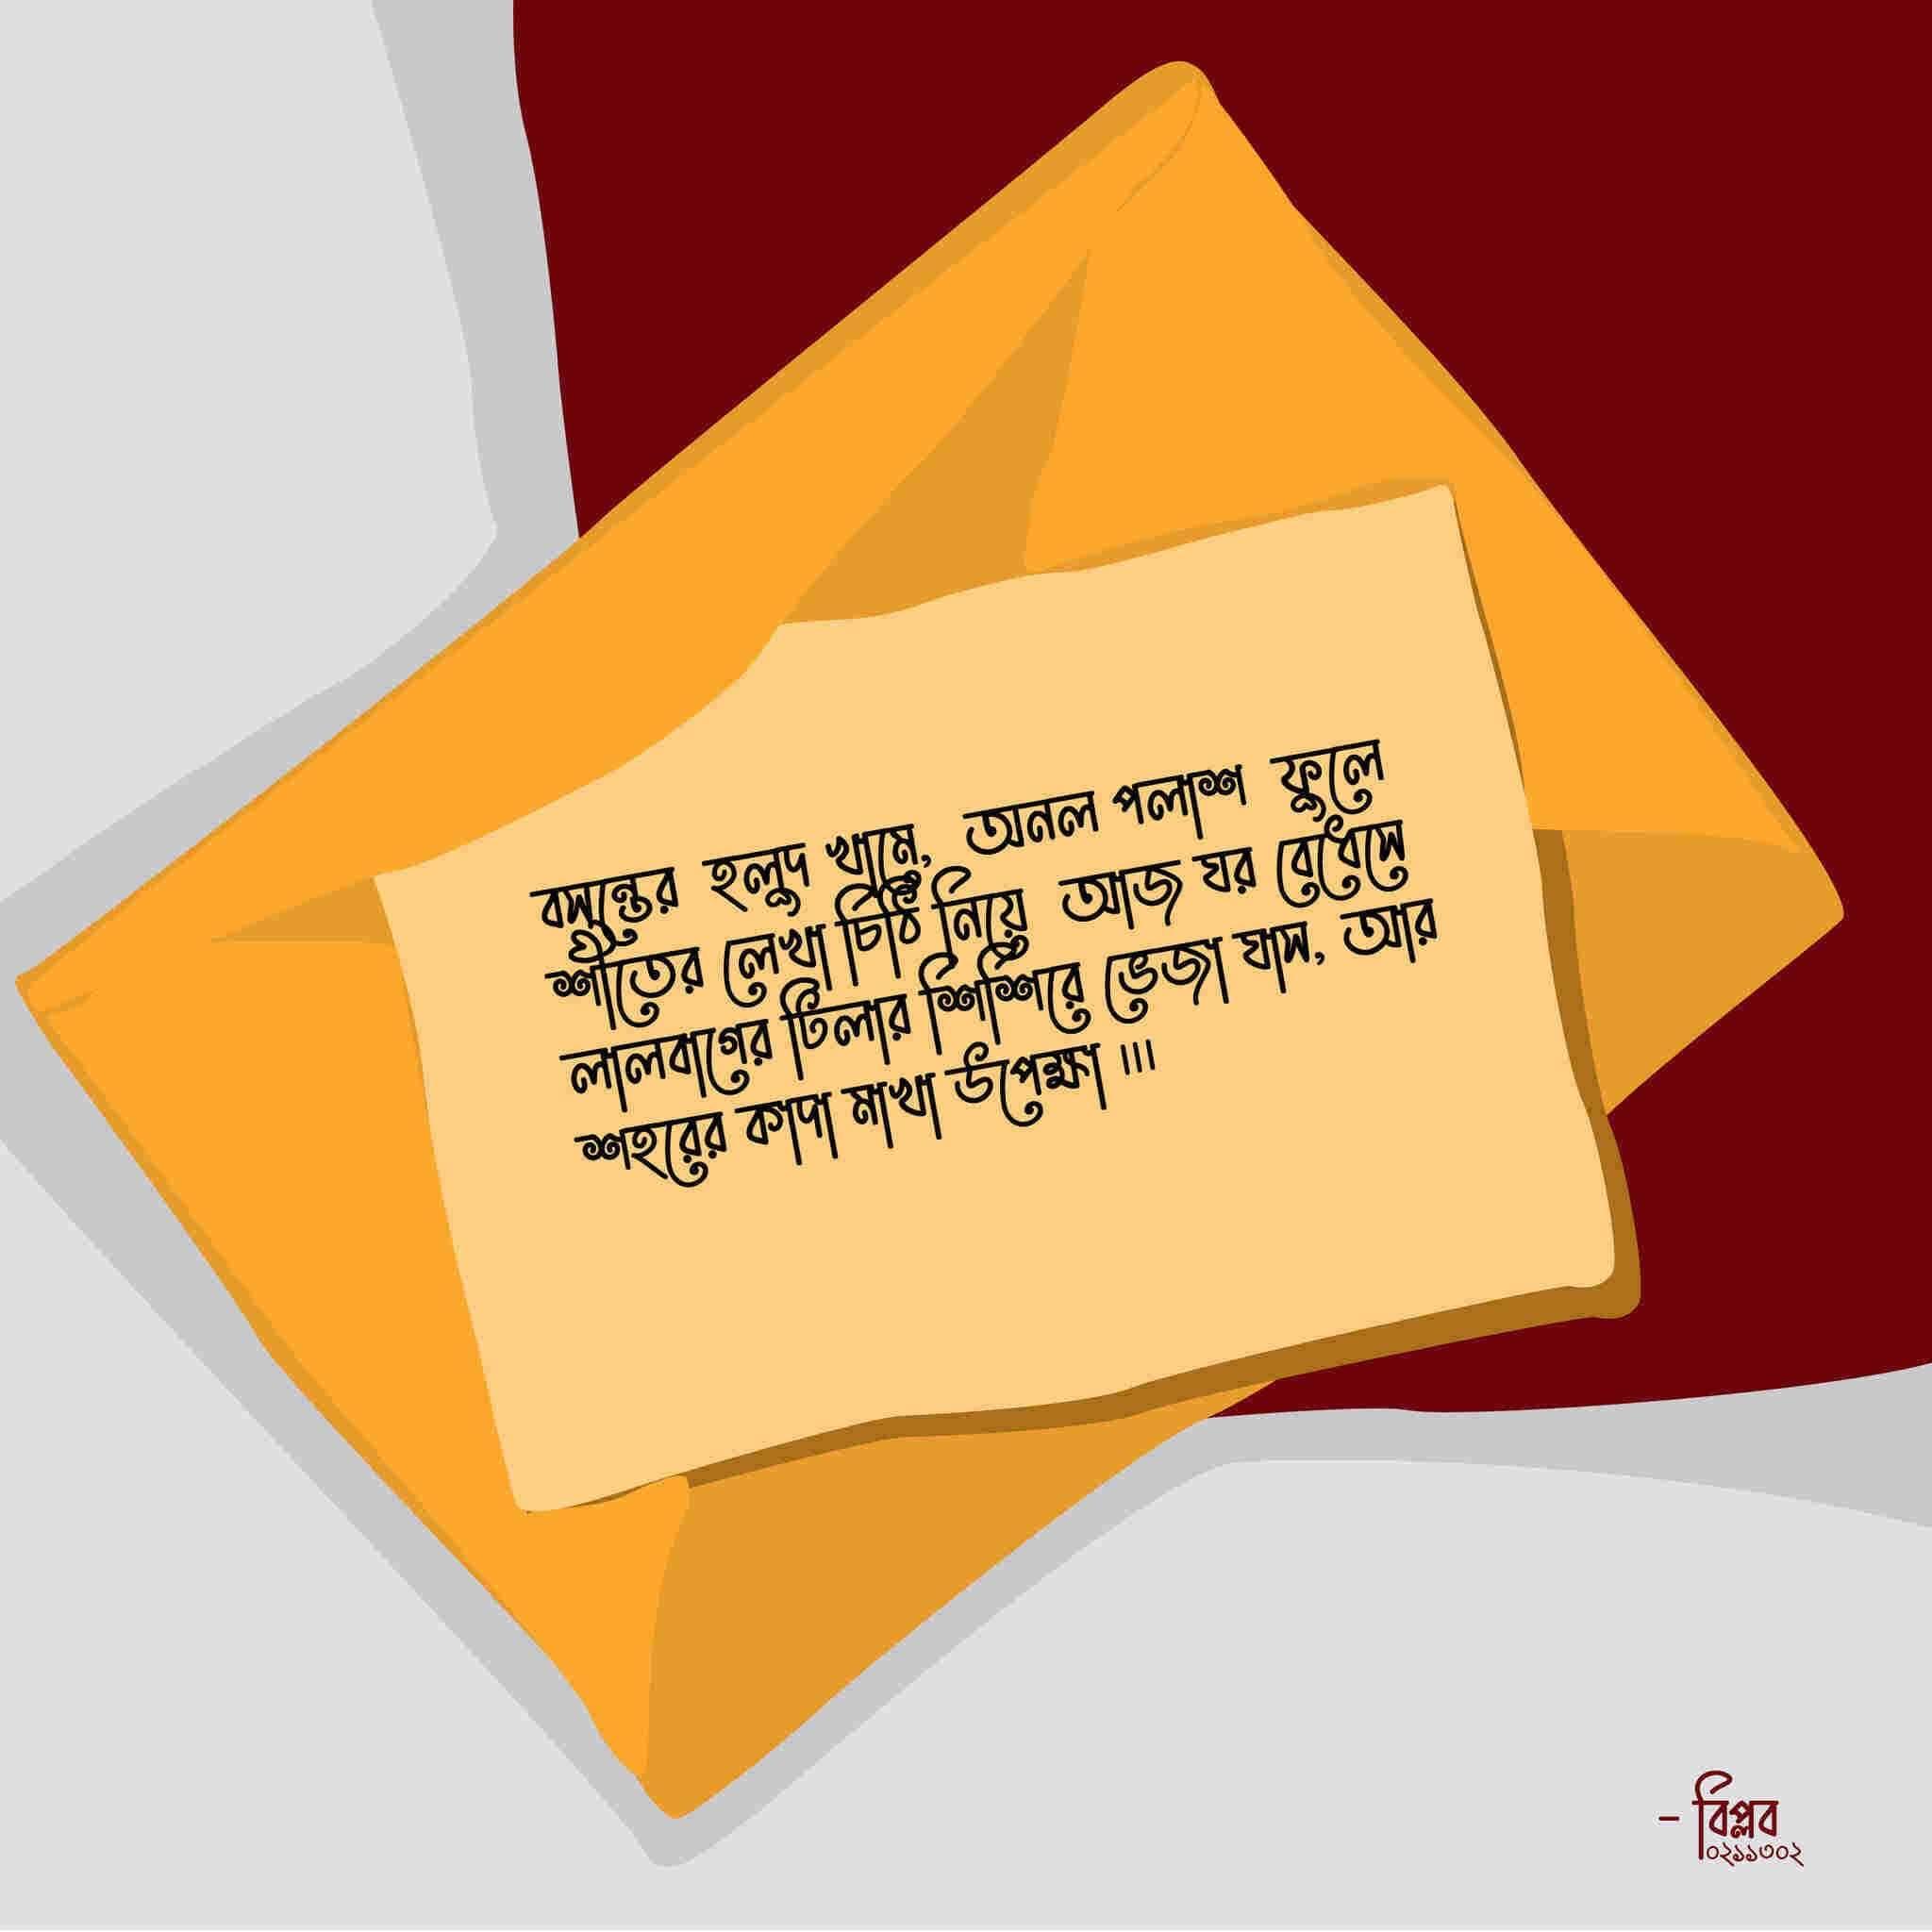 বসন্তের হলুদ খামে, অনল পলাশ ফুলে
শীতের লেখা চিঠি নিয়ে আজ ঘর বেধেঁসে
লালবাগের টিলার শিশিরে ভেজা ঘাস, আর
শহরের কাদা মাখা উপেক্ষা ।।।
- বিপ্লব
০২১১৩০২